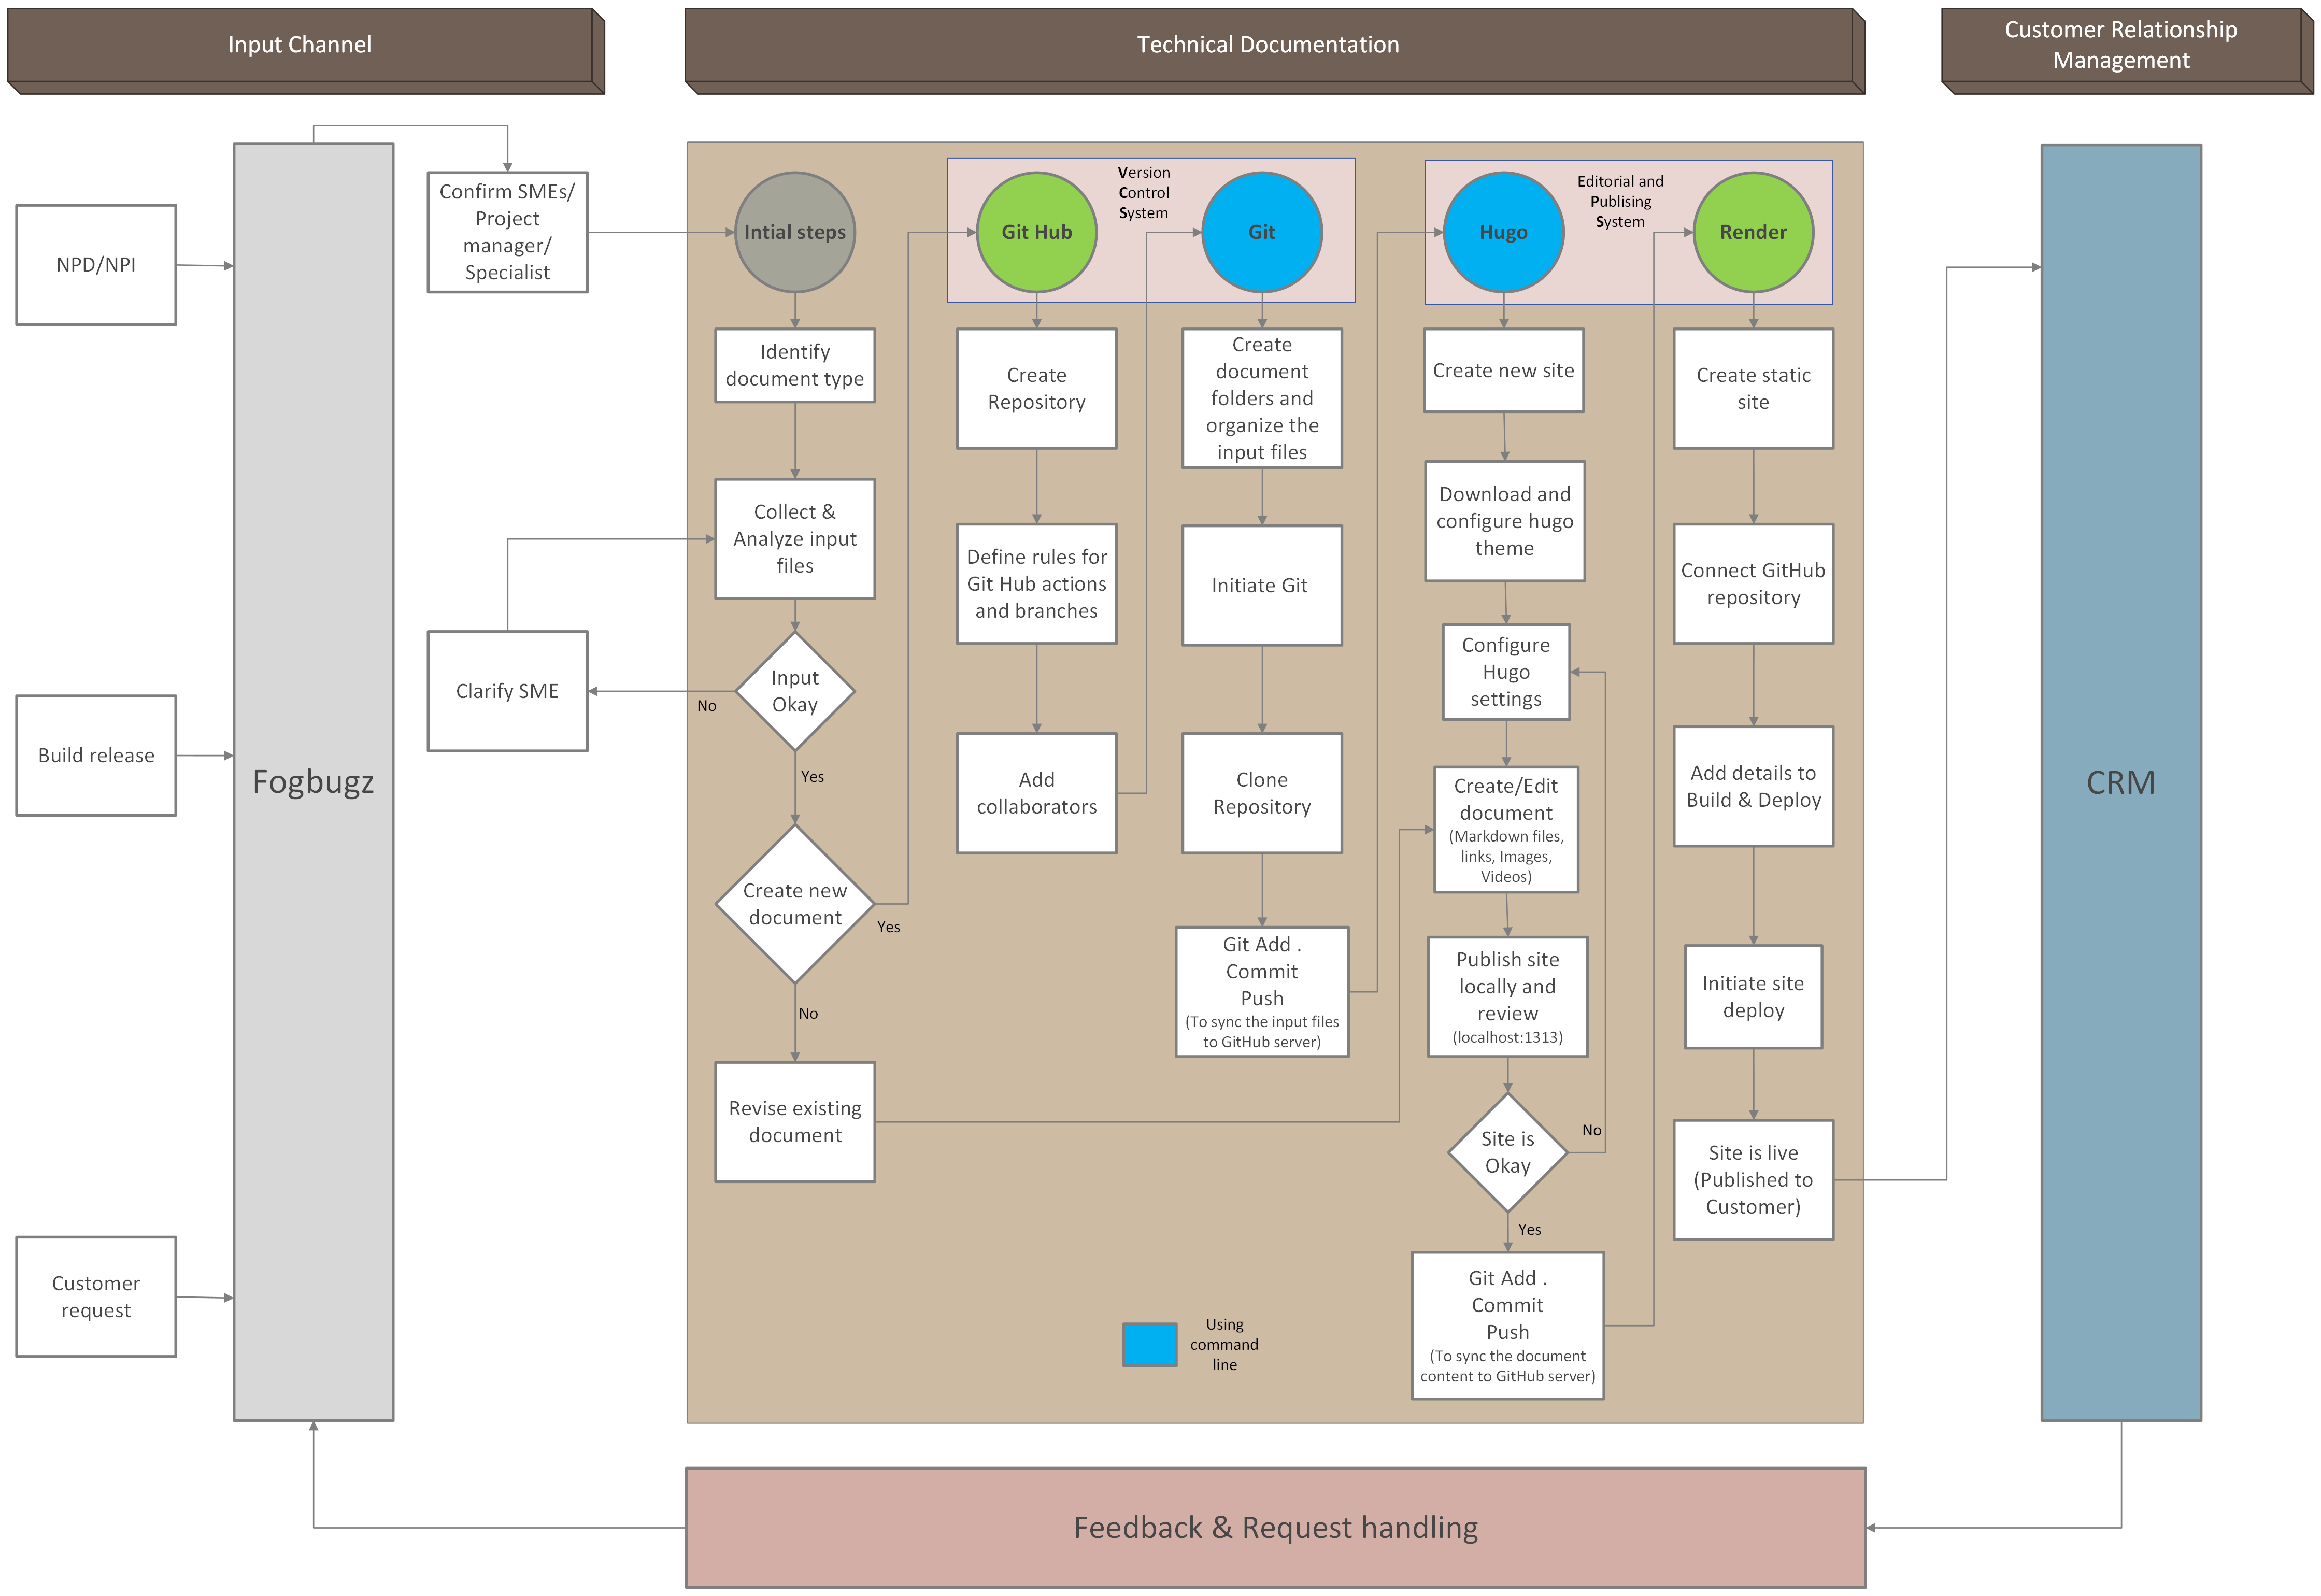 Input Channel
Technical Documentation
Customer Relationship
Management
NPD/NPI
Build release
Customer
request
Fogbugz
Confirm SMEs/
Project
manager/
Specialist
Clarify SME
Intial steps
Identify
document type
Collect &
Analyze input
files
Input
Okay
No
Yes
Create new
document
Yes
No
Revise existing
document
Version
Control
System
Git Hub
Create
Repository
Define rules for
Git Hub actions
and branches
Add
collaborators
Git
Create
document
folders and
organize the
input files
Initiate Git
Clone
Repository
Git Add .
Commit
Push
(To sync the input files
to GitHub server)
Editorial and
Publising
System
Hugo
Create new site
Download and
configure hugo
theme
Configure
Hugo
settings
Create/Edit
document
(Markdown files,
links, Images,
Videos)
Publish site
locally and
review
(localhost:1313)
Site is
Okay
No
Yes
Git Add .
Commit
Push
(To sync the document
content to GitHub server)
Render
Create static
site
Connect GitHub
repository
Add details to
Build & Deploy
Initiate site
deploy
Site is live
(Published to
Customer)
Using
command
line
CRM
Feedback & Request handling